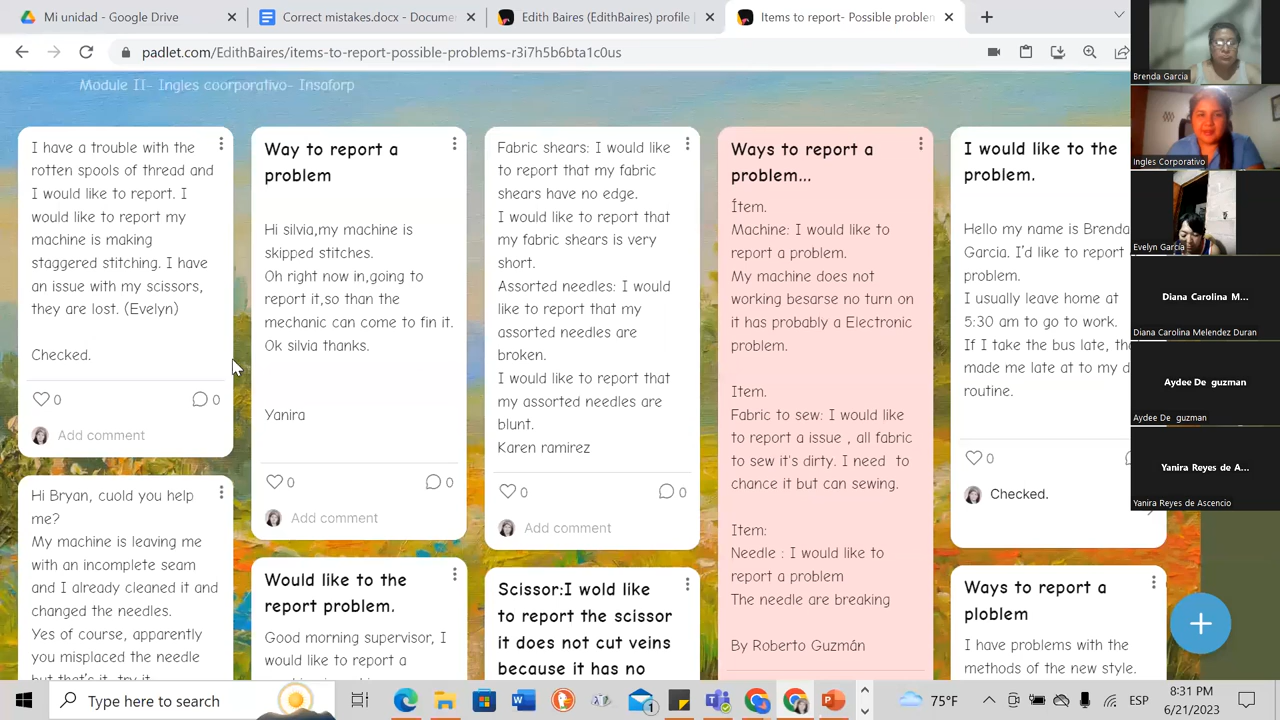 Mi unidad - Google Drive
Correct mistakes.docx - Docume
Edith Baires (EdithBaires) profile
Items to report- Possible problem
padlet.com/EdithBaires/items-to-report-possible-problems-r3i7h5b6bta1c0us
Module II- Ingles coorporativo- Insaforp
I have a trouble with the
rotten spools of thread and
I would like to report. I
would like to report my
machine is making
staggered stitching. I have
an issue with my scissors,
they are lost. (Evelyn)
Checked.
0
0
Add comment
Hi Bryan, cuold you help
me?
My machine is leaving me
with an incomplete seam
and I already cleaned it and
changed the needles.
Yes of course, apparently
you misplaced the needle
but that's it, try it
Way to report a
problem
Hi silvia,my machine is
skipped stitches.
Oh right now in,going to
report it,so than the
mechanic can come to fin it.
Ok silvia thanks.
Yanira
0
0
Add comment
Would like to the
report problem.
Good morning supervisor, I
would like to report a
Fabric shears: I would like
to report that my fabric
shears have no edge.
I would like to report that
my fabric shears is very
short.
Assorted needles: I would
like to report that my
assorted needles are
broken.
I would like to report that
my assorted needles are
blunt.
Karen ramirez
0
0
Add comment
Scissor:I wold like
to report the scissor
it does not cut veins
because it has no
Ways to report a
problem...
Ítem.
Machine: I would like to
report a problem.
My machine does not
working besarse no turn on
it has probably a Electronic
problem.
Item.
Fabric to sew: I would like
to report a issue , all fabric
to sew it's dirty. I need to
chance it but can sewing.
Item:
Needle : I would like to
report a problem
The needle are breaking
By Roberto Guzmán
I would like to the
problem.
Hello my name is Brenda
Garcia. I'd like to report
problem.
I usually leave home at
5:30 am to go to work.
If I take the bus late, th
made me late at to my d
routine.
0
Checked.
Ways to report a
ploblem
I have problems with the
methods of the new style.
Brenda Garcia
Ingles Corporativo
Evelyn García
Diana Carolina M...
Diana Carolina Melendez Duran
Aydee De guzman
Aydee De guzman
Yanira Reyes de A...
Yanira Reyes de Ascencio
Type here to search
1
75°F
ESP
8:31 PM
6/21/2023